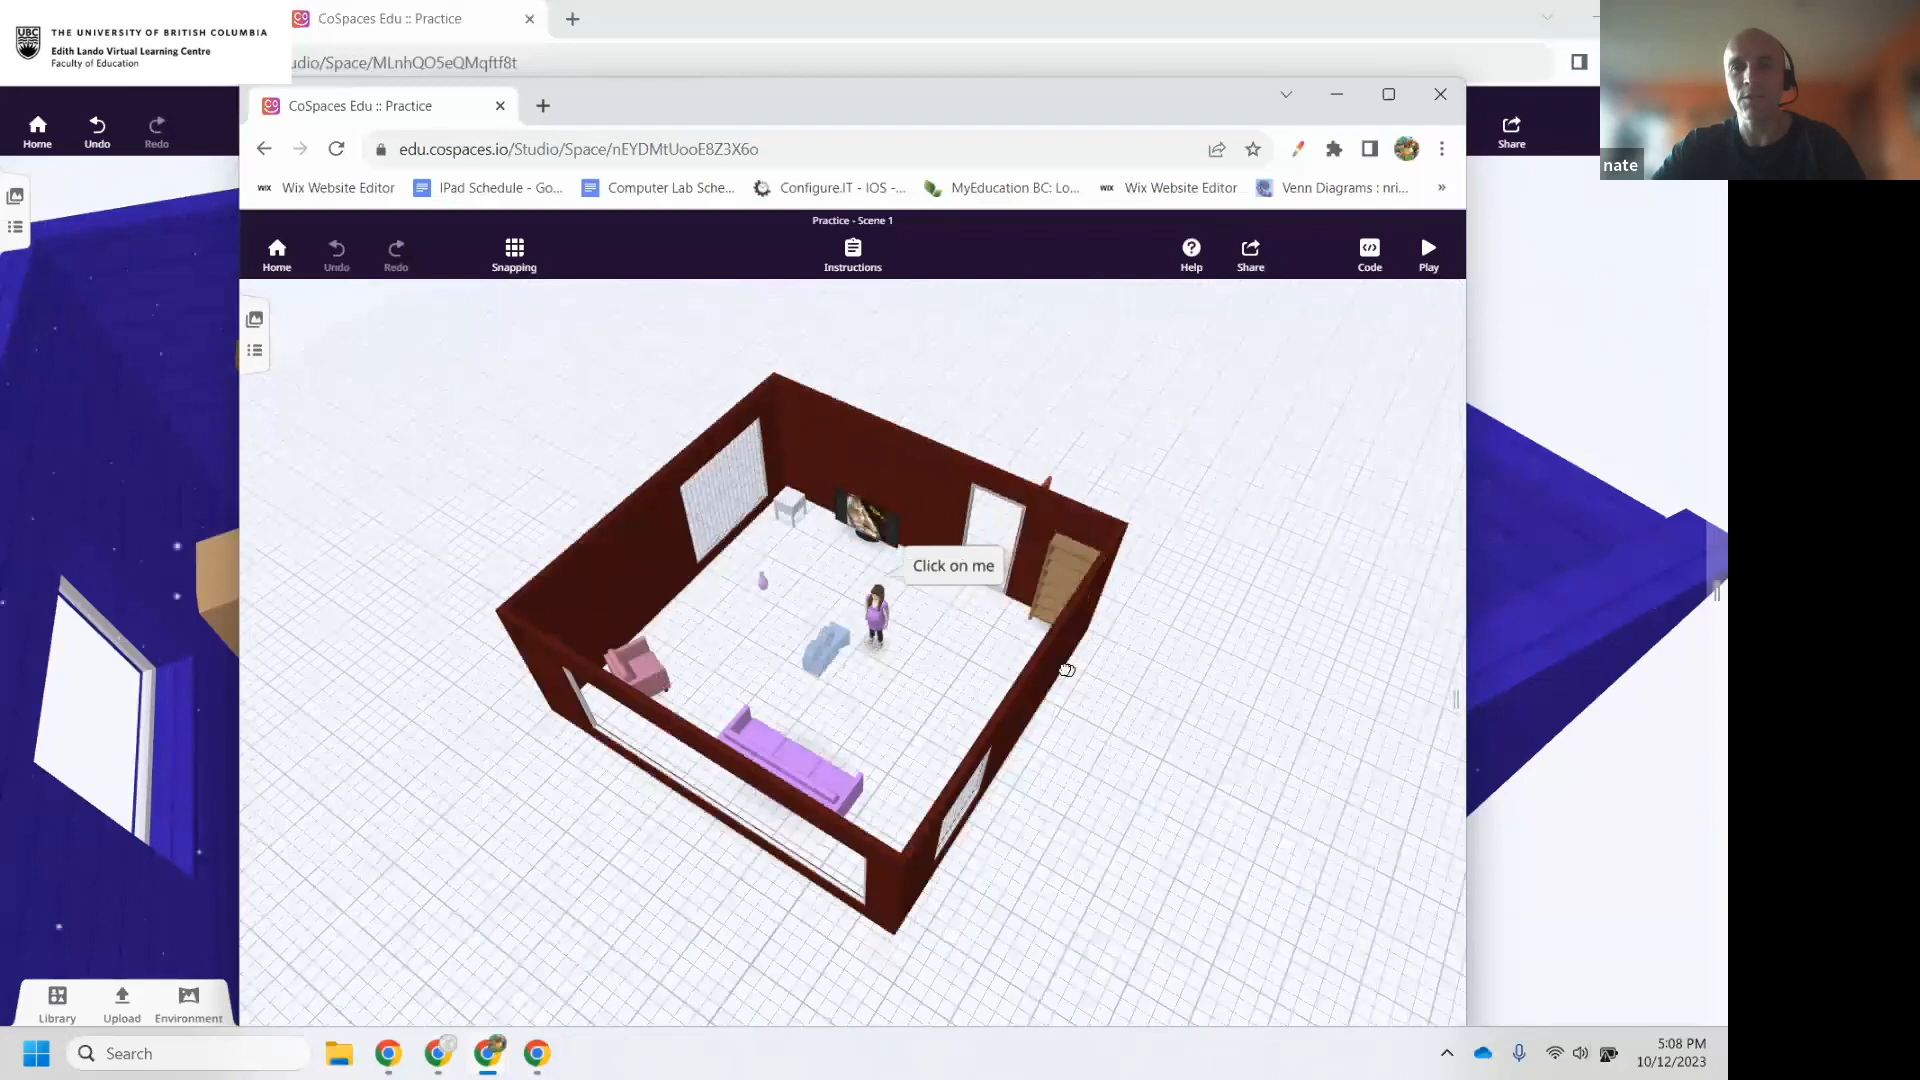 UBC
THE UNIVERSITY OF BRITISH COLUMBIA
Edith Lando Virtual Learning Centre
Faculty of Education
CoSpaces Edu :: Practice
udio/Space/MLnhQO5eQMqftf8t
nate
Home
Undo
Redo
Share
CoSpaces Edu :: Practice
edu.cospaces.io/Studio/Space/nEYDMtUooE8Z3X6o
WIX Wix Website Editor
IPad Schedule - Go...
Computer Lab Sche...
Configure.IT - IOS -...
MyEducation BC: Lo...
WIX Wix Website Editor
Venn Diagrams : nri...
»
Practice - Scene 1
Home
Undo
Redo
Snapping
Instructions
Help
Share
Code
Play
Click on me
Library
Upload
Environment
Search
5:08 PM
10/12/2023